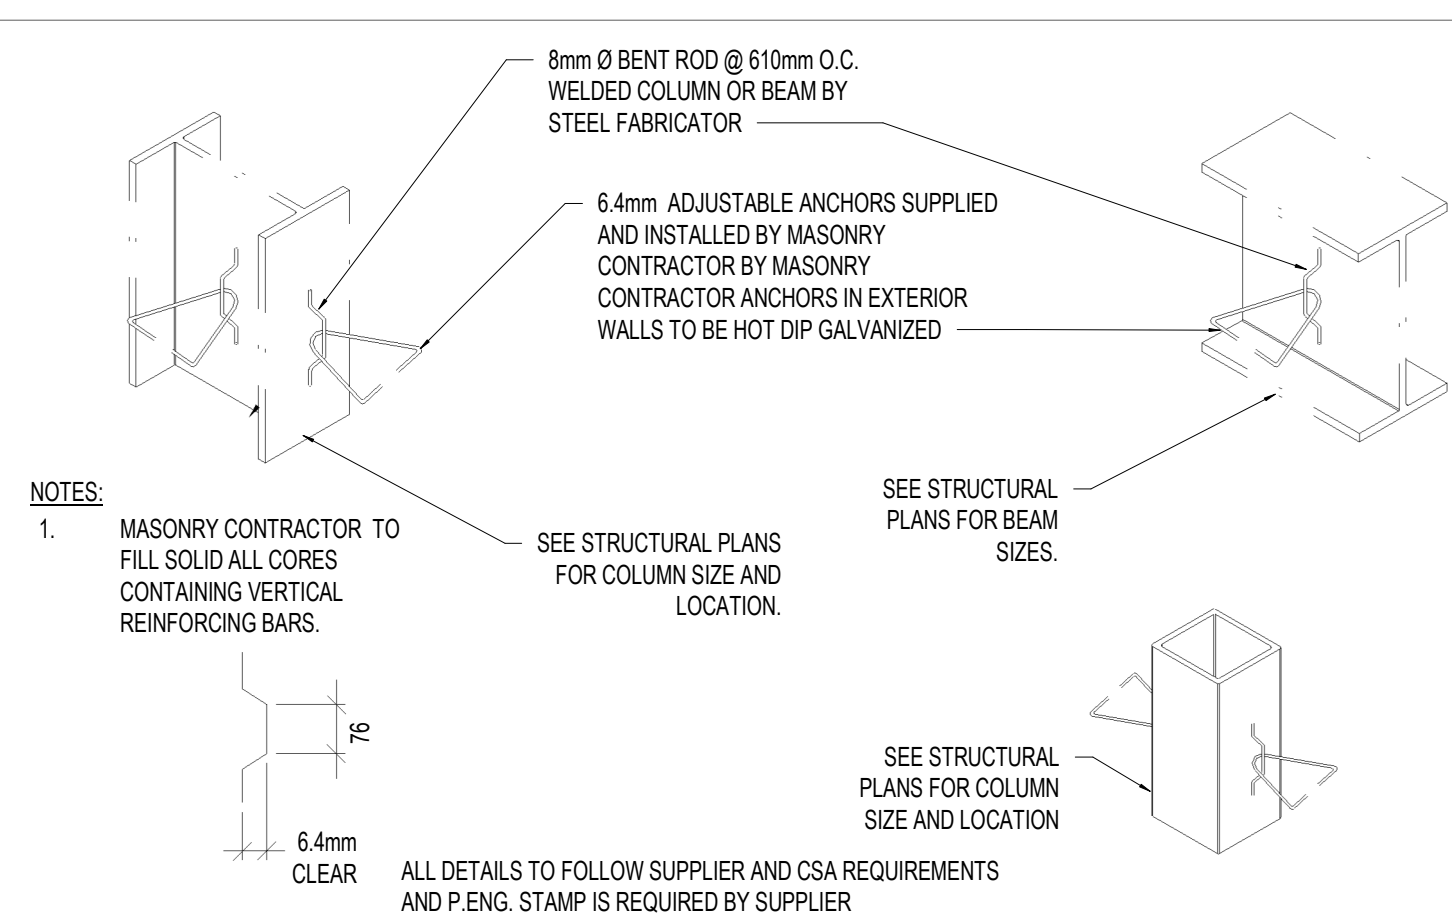 8mm Ø BENT ROD @ 610mm O.C.
WELDED COLUMN OR BEAM BY
STEEL FABRICATOR
6.4mm ADJUSTABLE ANCHORS SUPPLIED
AND INSTALLED BY MASONRY
CONTRACTOR BY MASONRY
CONTRACTOR ANCHORS IN EXTERIOR
WALLS TO BE HOT DIP GALVANIZED
NOTES:
1. MASONRY CONTRACTOR TO
FILL SOLID ALL CORES
CONTAINING VERTICAL
REINFORCING BARS.
SEE STRUCTURAL PLANS
FOR COLUMN SIZE AND
LOCATION.
SEE STRUCTURAL
PLANS FOR BEAM
SIZES.
76
6.4mm
CLEAR
SEE STRUCTURAL
PLANS FOR COLUMN
SIZE AND LOCATION
ALL DETAILS TO FOLLOW SUPPLIER AND CSA REQUIREMENTS
AND P.ENG. STAMP IS REQUIRED BY SUPPLIER